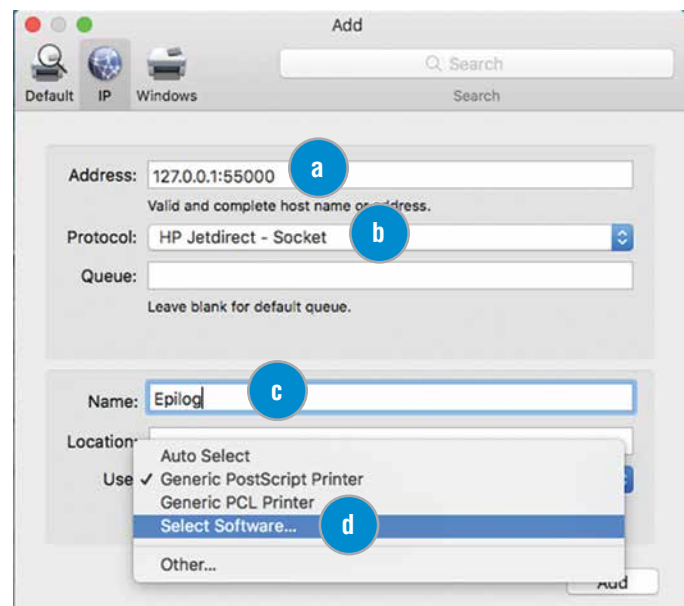 Add
Search
Default IP Windows Search
Address: 127.0.0.1:55000 a
Valid and complete host name or address.
Protocol: HP Jetdirect - Socket b
Queue:
Leave blank for default queue.
Name: Epilog c
Location:
Auto Select
Use ✓ Generic PostScript Printer
Generic PCL Printer
Select Software... d
Other...
Add